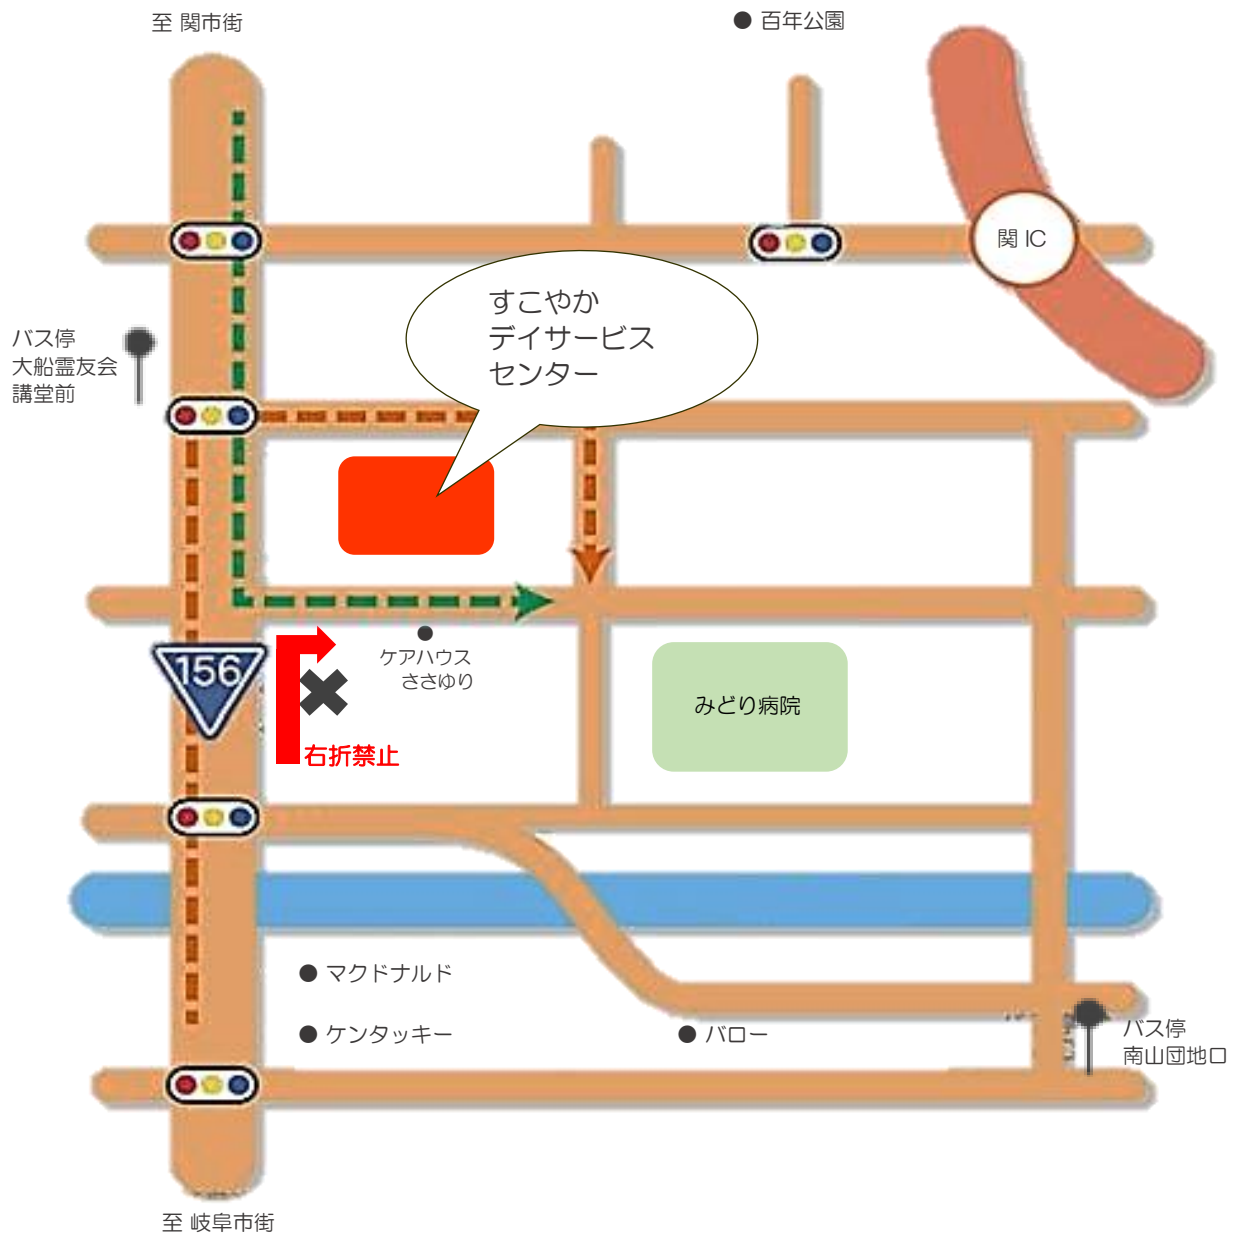 至 関市街
● 百年公園
関 IC
すこやか
デイサービス
センター
バス停
大船霊友会
講堂前
ケアハウス
ささゆり
156
みどり病院
右折禁止
● マクドナルド
● ケンタッキー
● バロー
バス停
南山団地口
至 岐阜市街